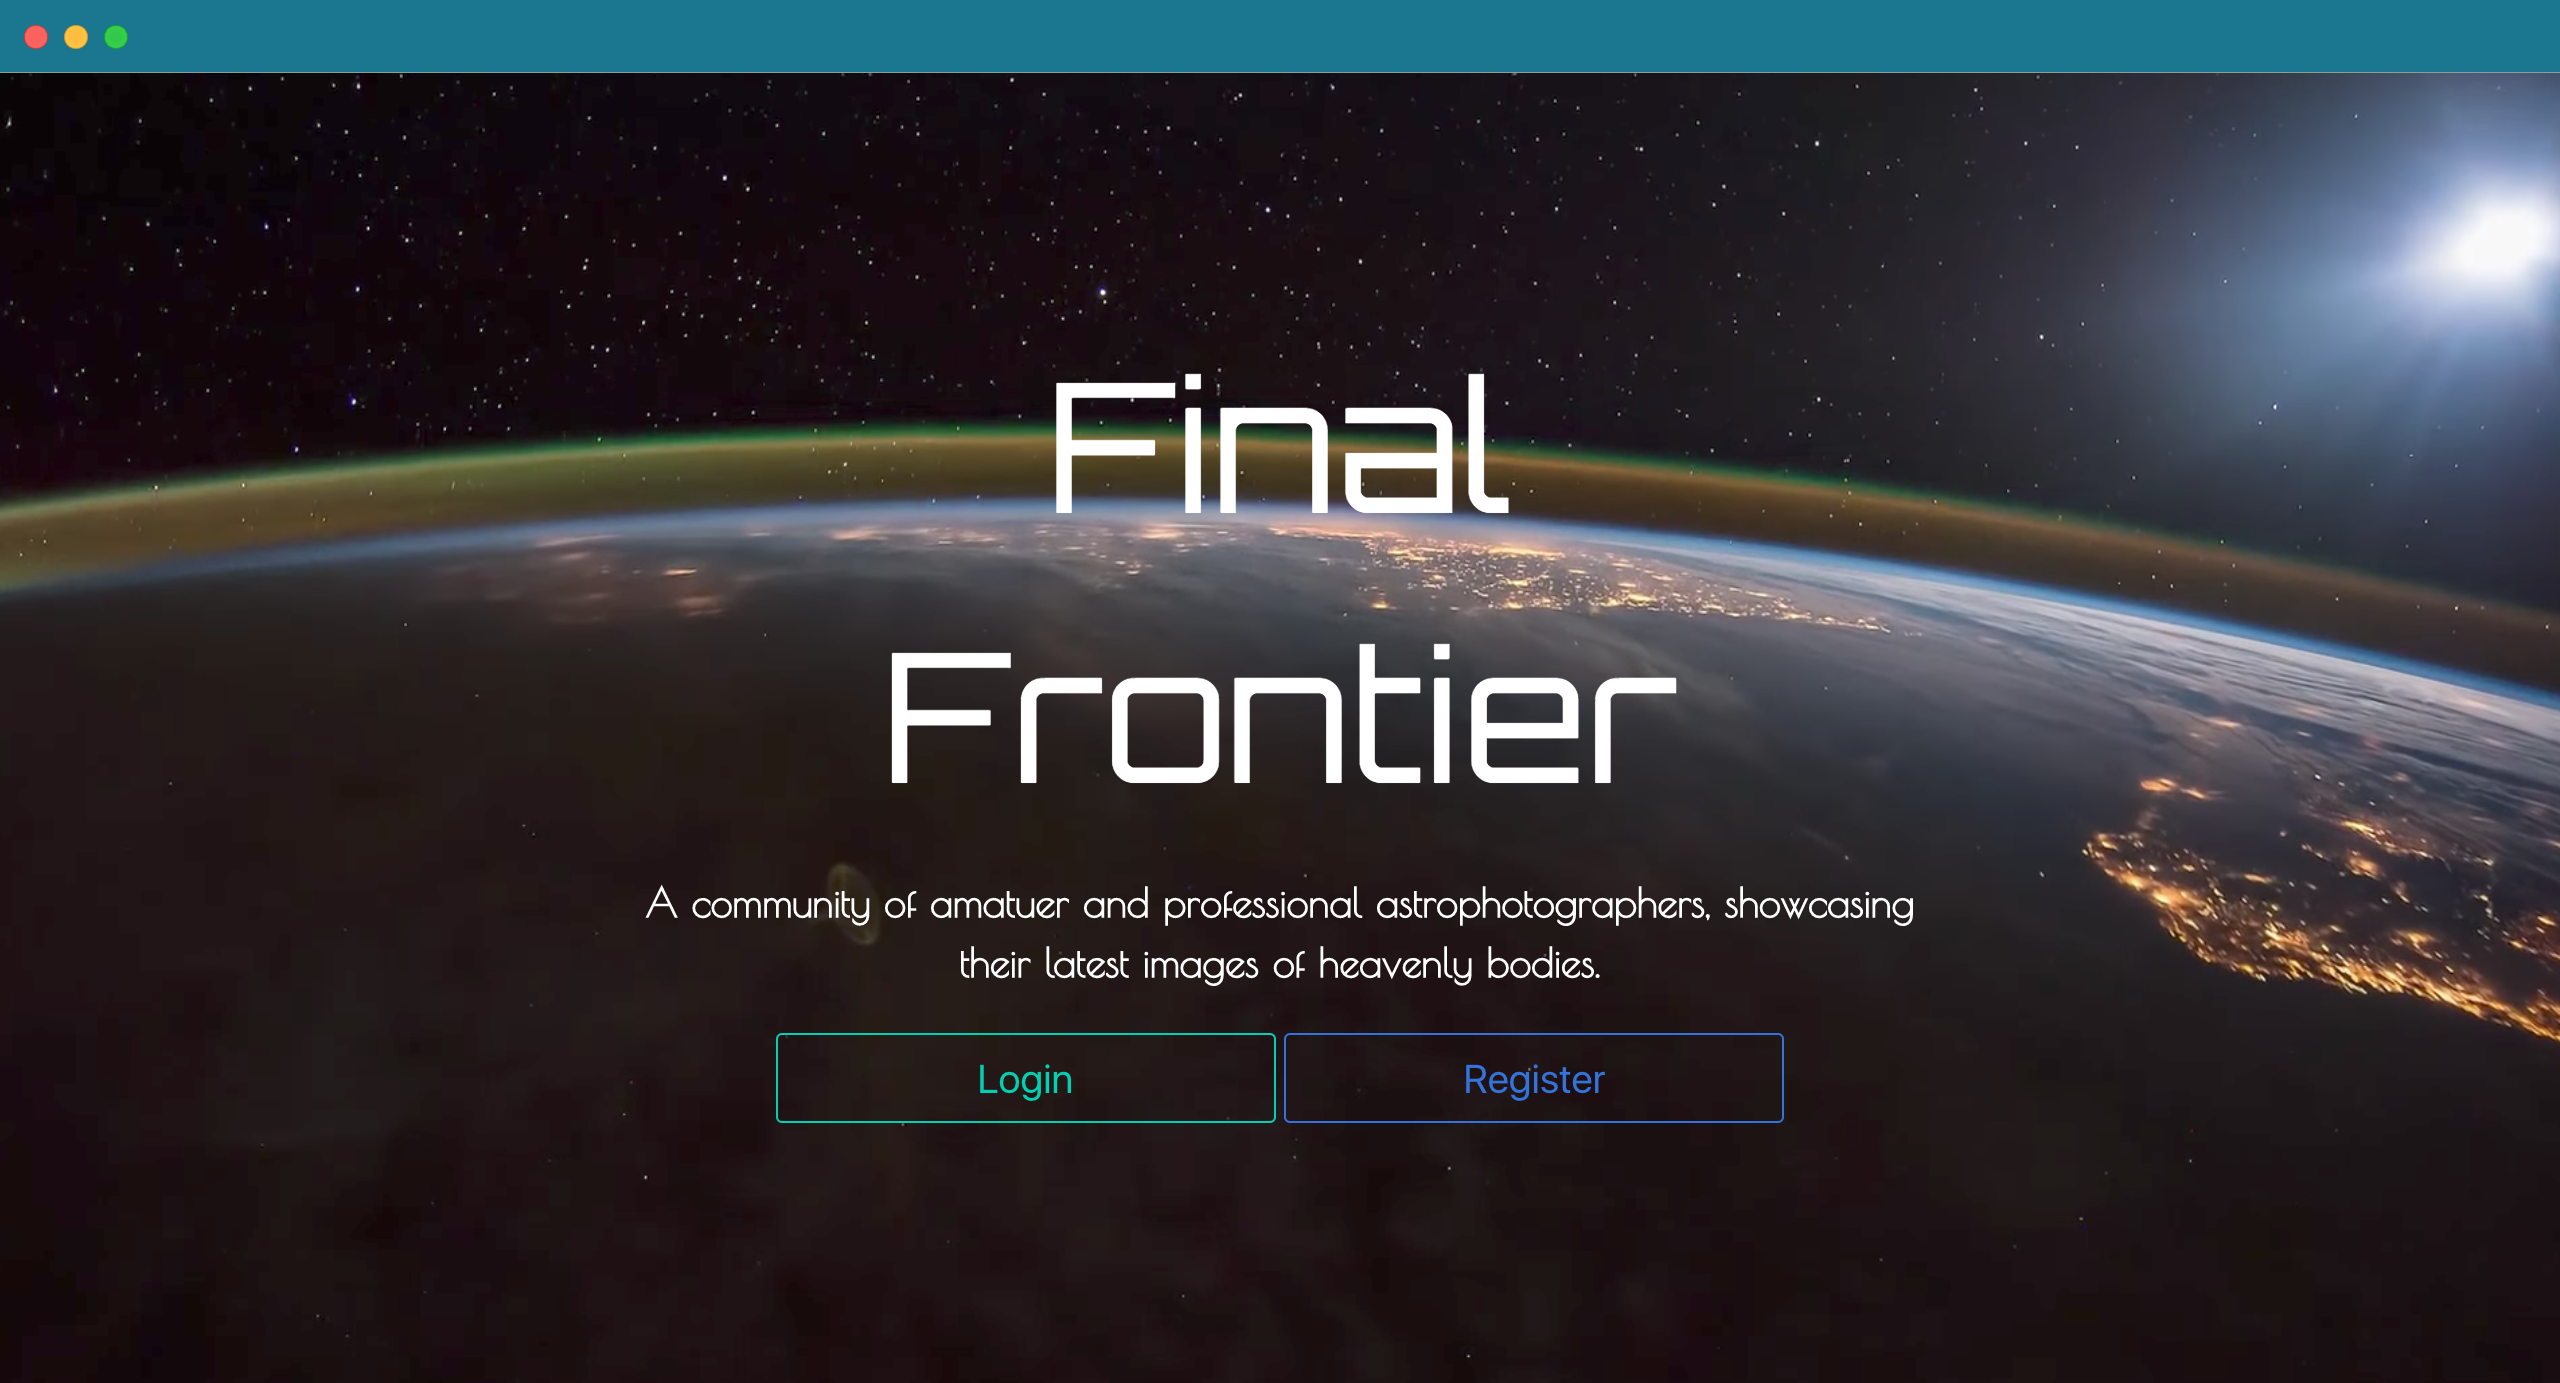 Final
Frontier
A community of amatuer and professional astrophotographers, showcasing
their latest images of heavenly bodies.
Login
Register